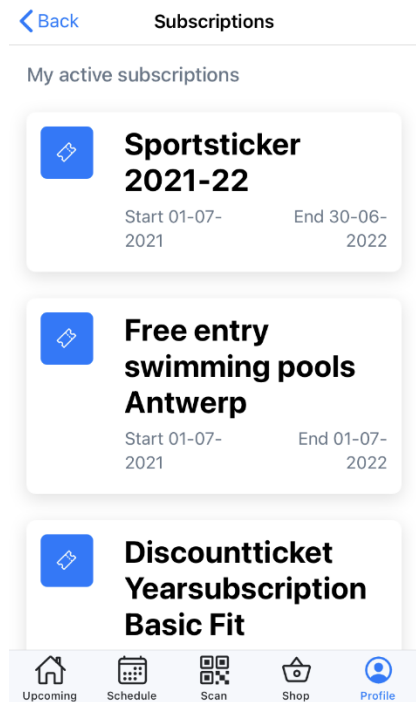 Back
Subscriptions
My active subscriptions
Sportsticker
2021-22
Start 01-07-
2021
End 30-06-
2022
Free entry
swimming pools
Antwerp
Start 01-07-
2021
End 01-07-
2022
Discountticket
Yearsubscription
Basic Fit
Upcoming
Schedule
Scan
Shop
Profile